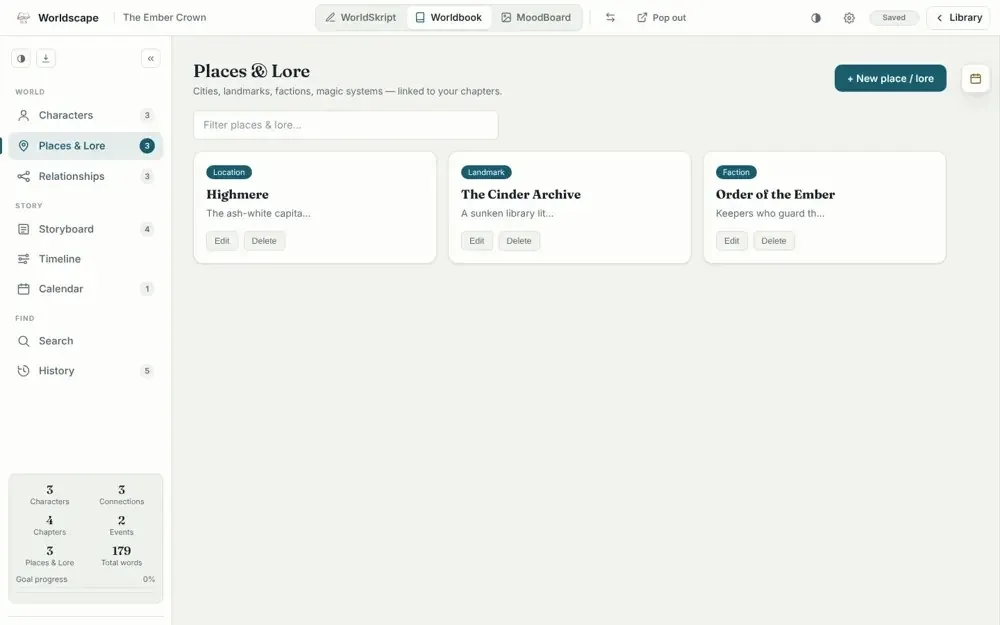 Worldscape
The Ember Crown
WorldSkript
Worldbook
MoodBoard
Pop out
Saved
Library
WORLD
Characters 3
Places & Lore 3
Relationships 3
STORY
Storyboard 4
Timeline
Calendar 1
FIND
Search
History 5
3 Characters
3 Connections
4 Chapters
2 Events
3 Places & Lore
179 Total words
Goal progress 0%
Places & Lore
Cities, landmarks, factions, magic systems — linked to your chapters.
+ New place / lore
Filter places & lore...
Location
Highmere
The ash-white capita...
Edit Delete
Landmark
The Cinder Archive
A sunken library lit...
Edit Delete
Faction
Order of the Ember
Keepers who guard th...
Edit Delete